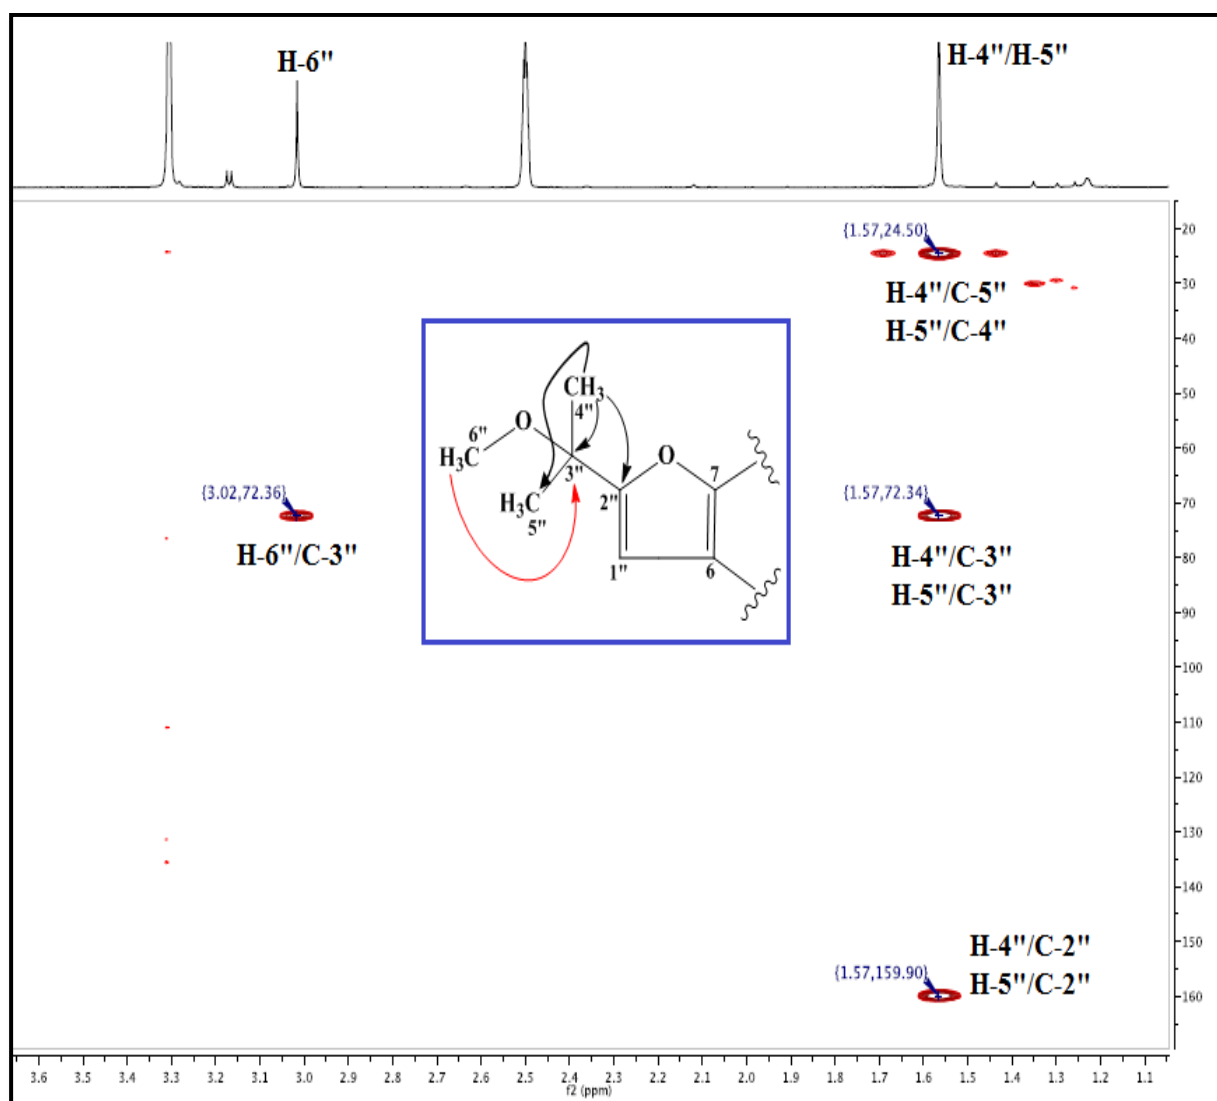 H-6"
H-4"/H-5"
{1.57,24.50}
H-4"/C-5"
H-5"/C-4"
CH3
4"
6"
O
H3C
3"
O
7
H3C
5"
2"
1"
6
{3.02,72.36}
H-6"/C-3"
{1.57,72.34}
H-4"/C-3"
H-5"/C-3"
{1.57,159.90}
H-4"/C-2"
H-5"/C-2"
20
30
40
50
60
70
80
90
100
110
120
130
140
150
160
3.6 3.5 3.4 3.3 3.2 3.1 3.0 2.9 2.8 2.7 2.6 2.5 2.4 2.3 2.2 2.1 2.0 1.9 1.8 1.7 1.6 1.5 1.4 1.3 1.2 1.1
f2 (ppm)